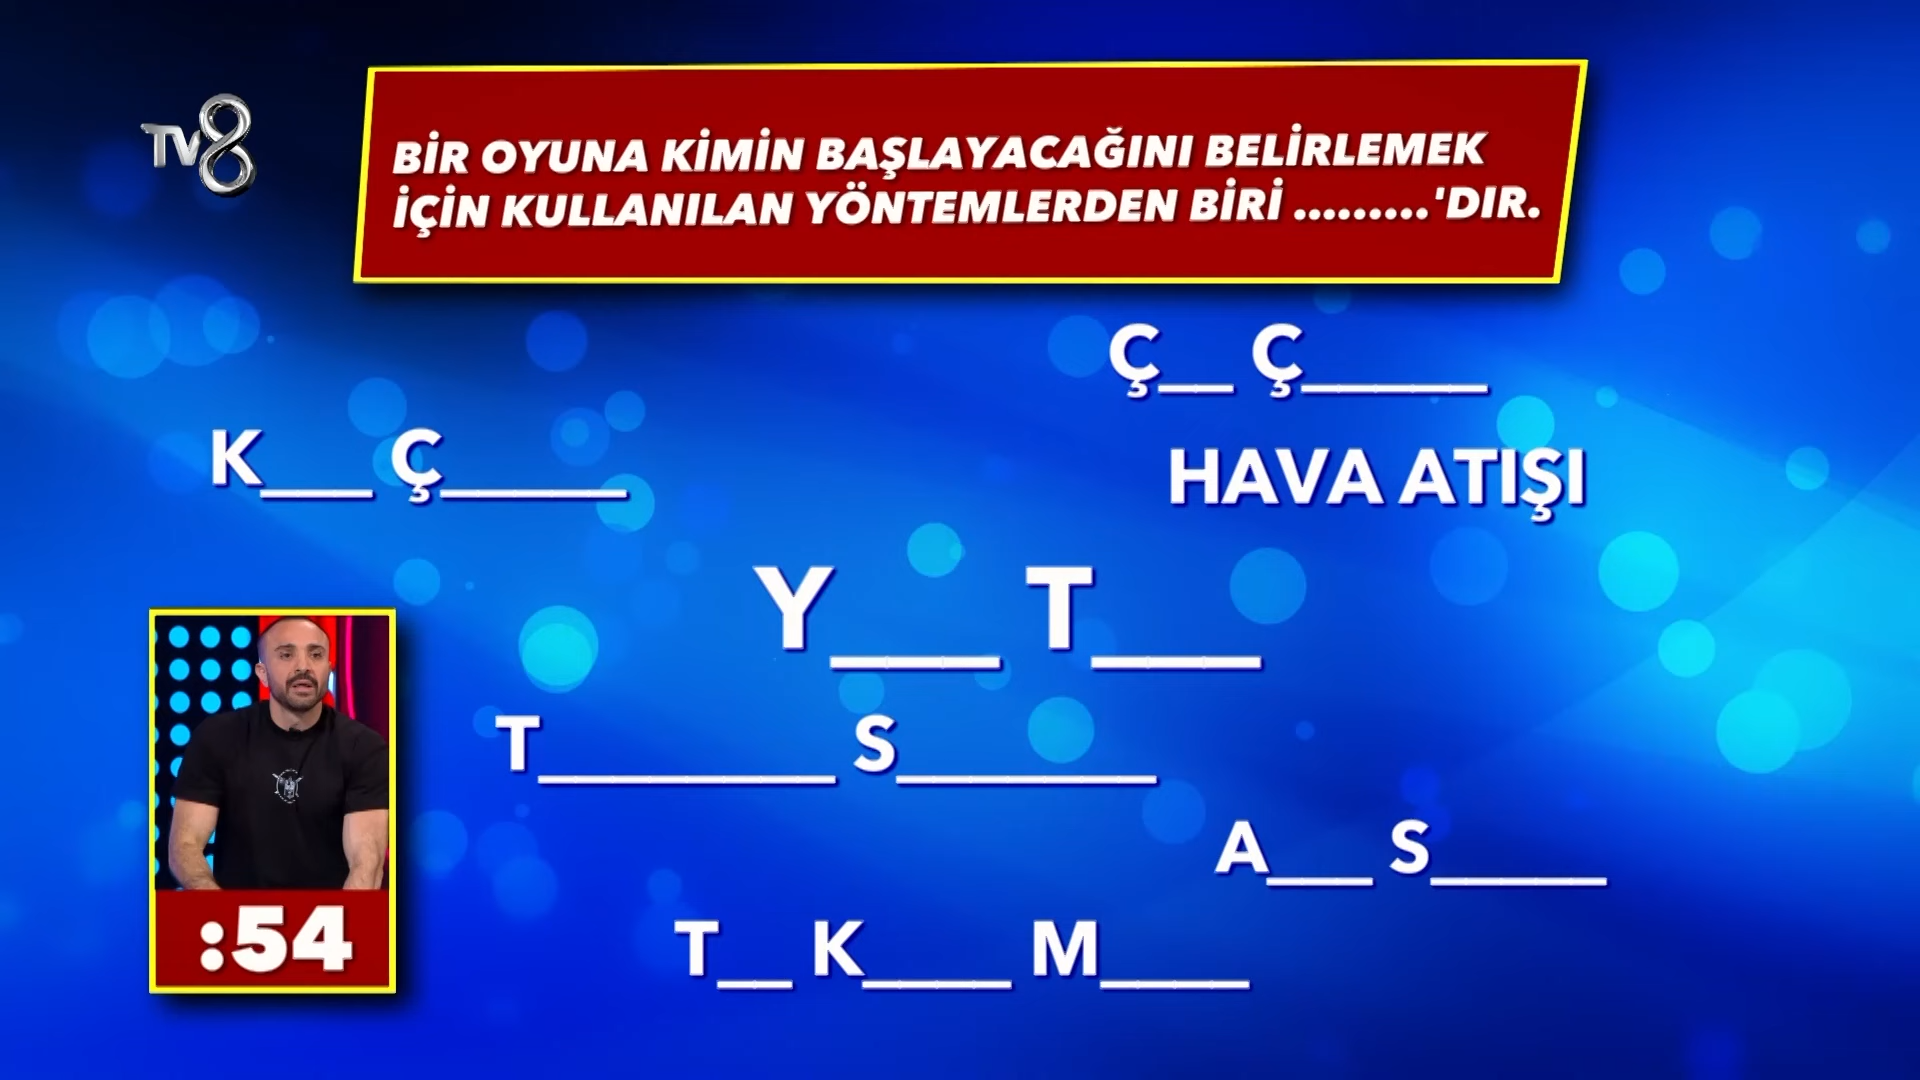 TV8
BİR OYUNA KİMİN BAŞLAYACAĞINI BELİRLEMEK
İÇİN KULLANILAN YÖNTEMLERDEN BİRİ .........'DIR.
Ç__ Ç_____
K___ Ç_____
HAVA ATIŞI
Y___ T___
T________ S_______
A___ S_____
T__ K____ M____
:54